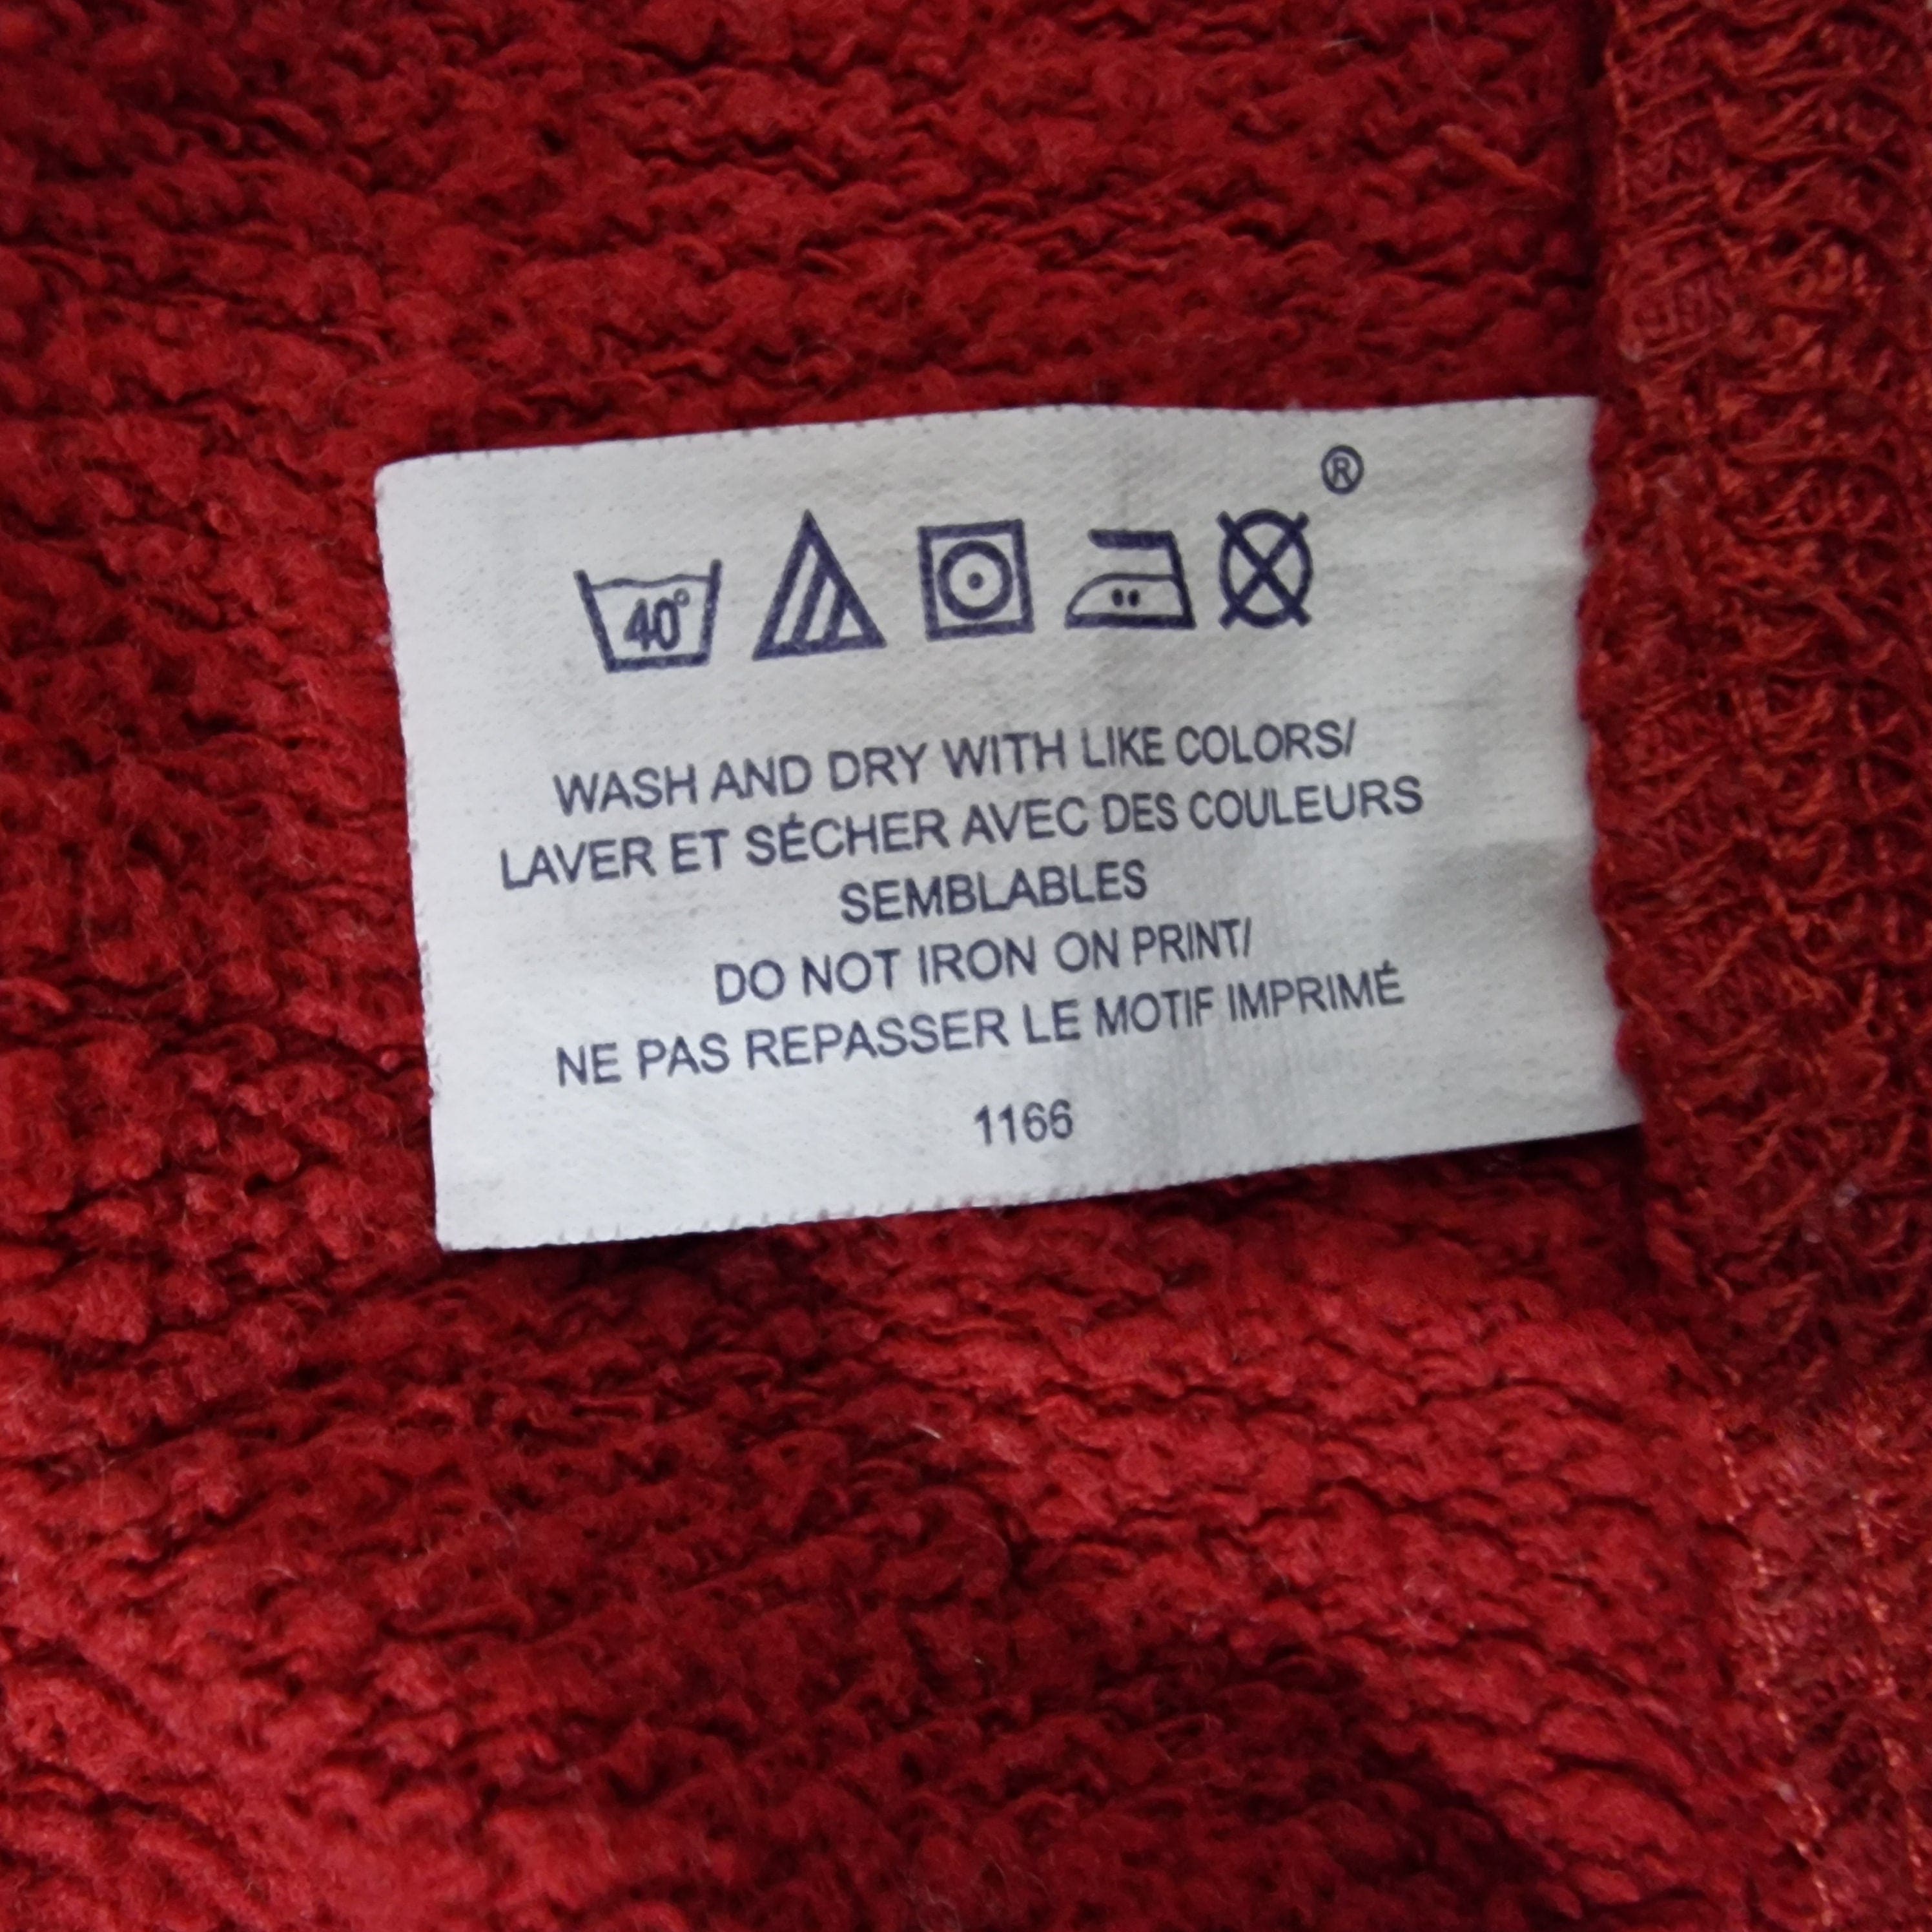 ®
40°
WASH AND DRY WITH LIKE COLORS/
LAVER ET SÉCHER AVEC DES COULEURS
SEMBLABLES
DO NOT IRON ON PRINT/
NE PAS REPASSER LE MOTIF IMPRIMÉ
1166